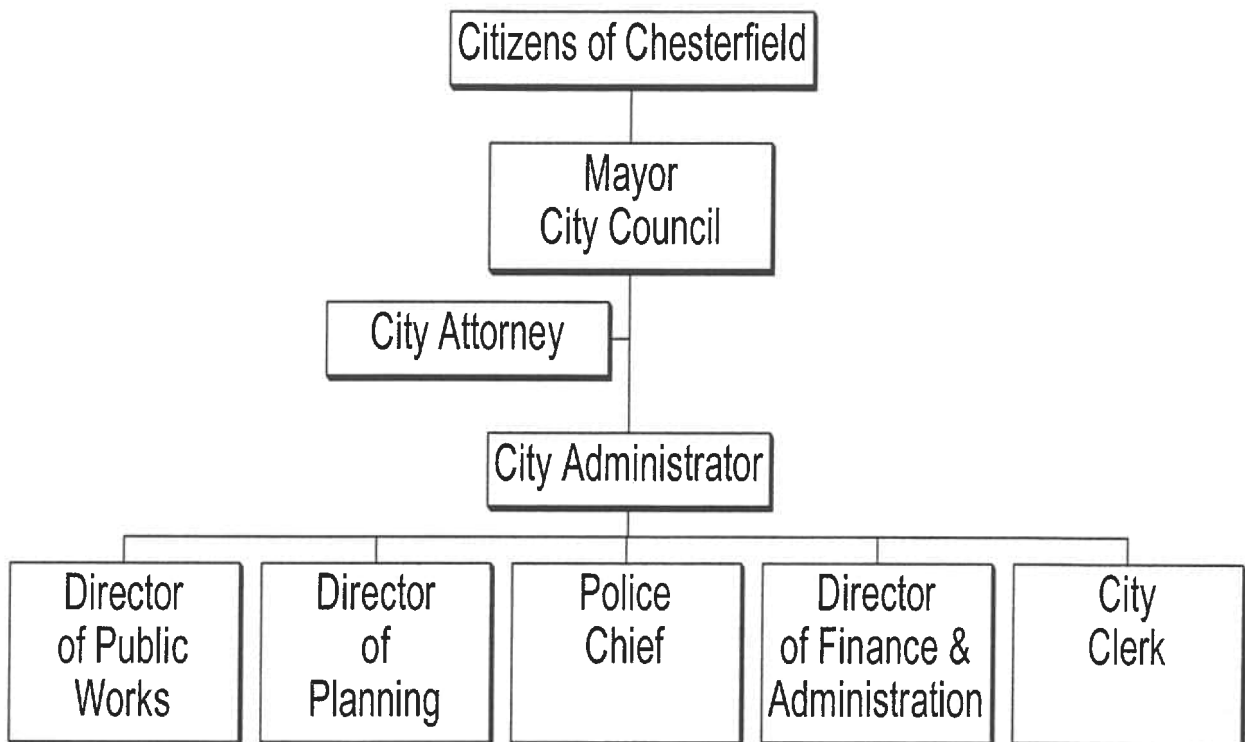 Citizens of Chesterfield
Mayor
City Council
City Attorney
City Administrator
Director
of Public
Works
Director
of
Planning
Police
Chief
Director
of Finance &
Administration
City
Clerk